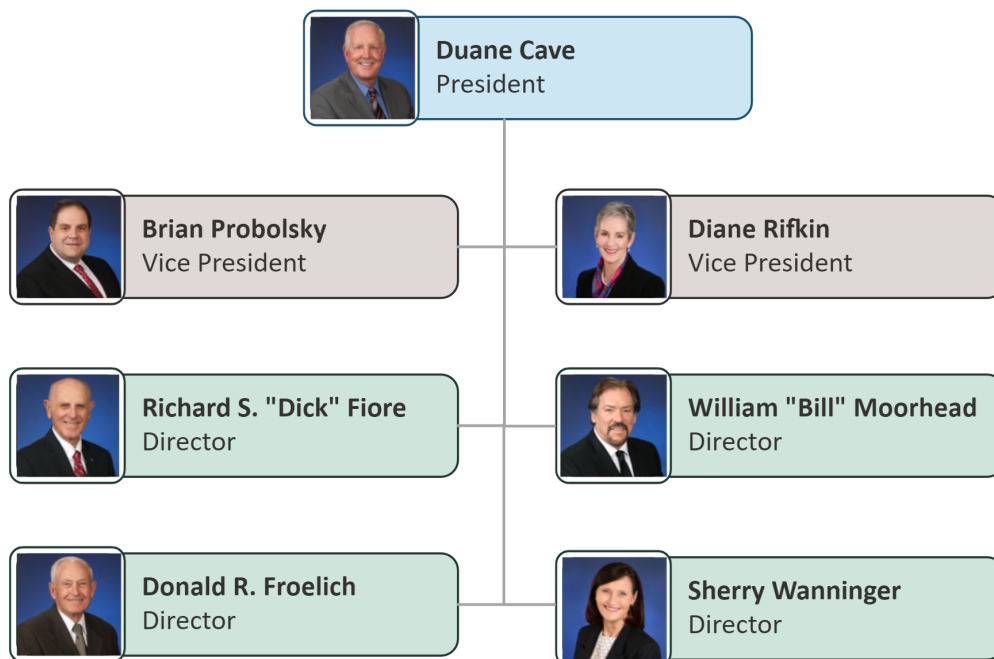 Duane Cave
President
Brian Probolsky
Vice President
Diane Rifkin
Vice President
Richard S. "Dick" Fiore
Director
William "Bill" Moorhead
Director
Donald R. Froelich
Director
Sherry Wanninger
Director